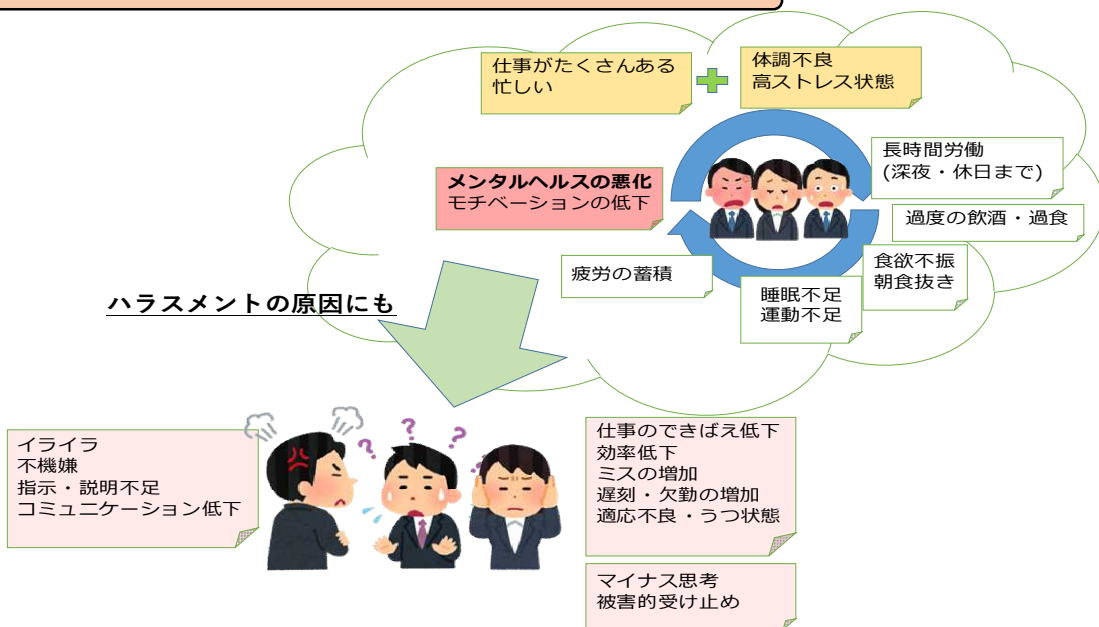 仕事がたくさんある
忙しい
体調不良
高ストレス状態
長時間労働
(深夜・休日まで)
メンタルヘルスの悪化
モチベーションの低下
過度の飲酒・過食
食欲不振
朝食抜き
疲労の蓄積
睡眠不足
運動不足
ハラスメントの原因にも
イライラ
不機嫌
指示・説明不足
コミュニケーション低下
仕事のできばえ低下
効率低下
ミスの増加
遅刻・欠勤の増加
適応不良・うつ状態
マイナス思考
被害的受け止め